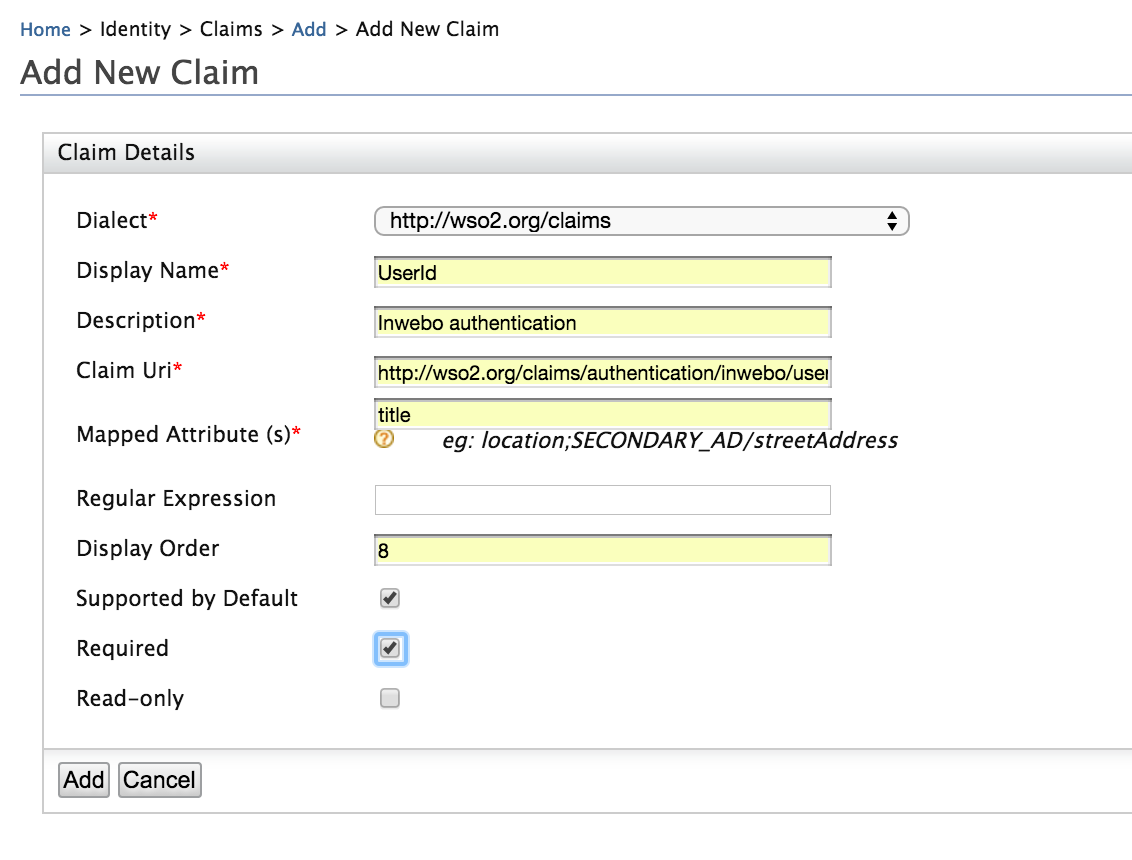 Home > Identity > Claims > Add > Add New Claim
Add New Claim
Claim Details
Dialect* http://wso2.org/claims
Display Name* UserId
Description* Inwebo authentication
Claim Uri* http://wso2.org/claims/authentication/inwebo/user
title
Mapped Attribute (s)* ? eg: location;SECONDARY_AD/streetAddress
Regular Expression
Display Order 8
Supported by Default
Required
Read-only
Add Cancel